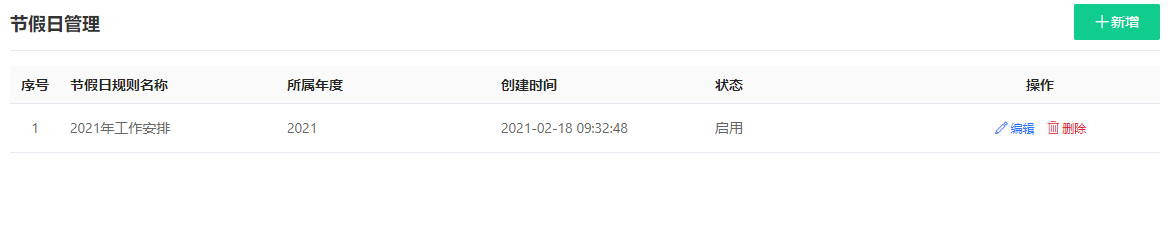 节假日管理
新增
序号 节假日规则名称 所属年度 创建时间 状态 操作
1 2021年工作安排 2021 2021-02-18 09:32:48 启用 编辑 删除